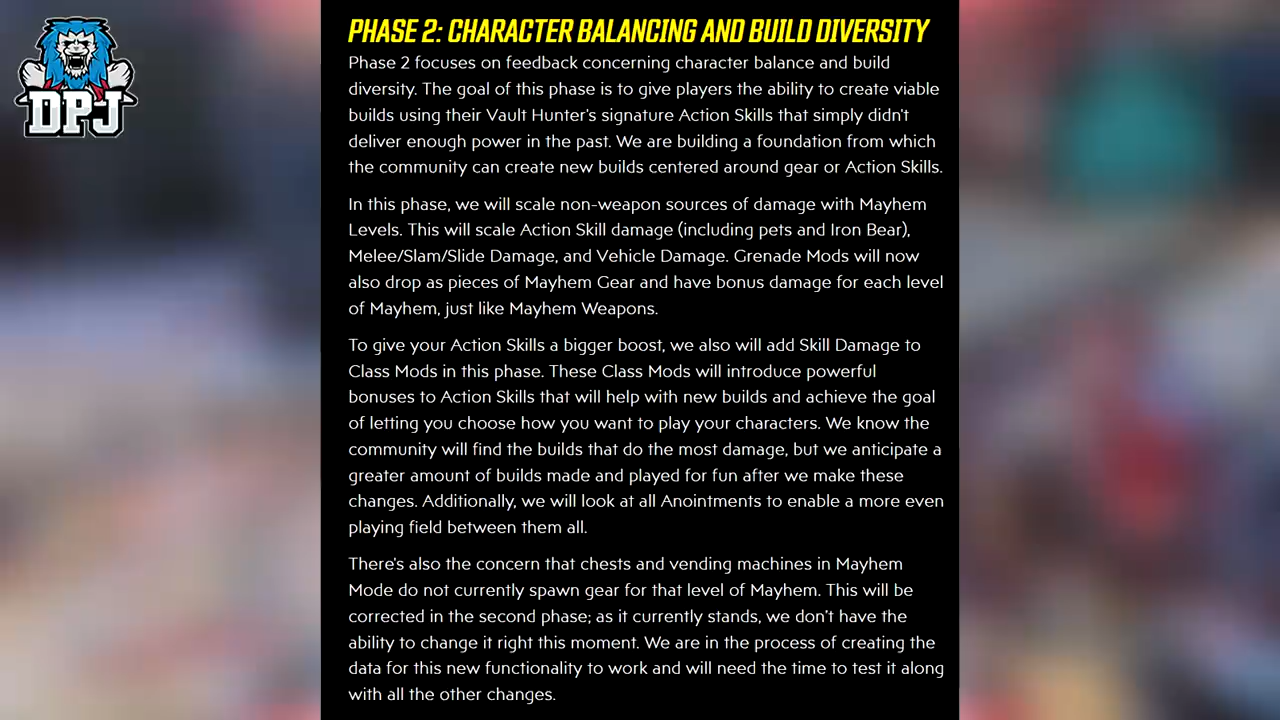 DPJ
PHASE 2: CHARACTER BALANCING AND BUILD DIVERSITY
Phase 2 focuses on feedback concerning character balance and build
diversity. The goal of this phase is to give players the ability to create viable
builds using their Vault Hunter's signature Action Skills that simply didn't
deliver enough power in the past. We are building a foundation from which
the community can create new builds centered around gear or Action Skills.
In this phase, we will scale non-weapon sources of damage with Mayhem
Levels. This will scale Action Skill damage (including pets and Iron Bear),
Melee/Slam/Slide Damage, and Vehicle Damage. Grenade Mods will now
also drop as pieces of Mayhem Gear and have bonus damage for each level
of Mayhem, just like Mayhem Weapons.
To give your Action Skills a bigger boost, we also will add Skill Damage to
Class Mods in this phase. These Class Mods will introduce powerful
bonuses to Action Skills that will help with new builds and achieve the goal
of letting you choose how you want to play your characters. We know the
community will find the builds that do the most damage, but we anticipate a
greater amount of builds made and played for fun after we make these
changes. Additionally, we will look at all Anointments to enable a more even
playing field between them all.
There's also the concern that chests and vending machines in Mayhem
Mode do not currently spawn gear for that level of Mayhem. This will be
corrected in the second phase; as it currently stands, we don't have the
ability to change it right this moment. We are in the process of creating the
data for this new functionality to work and will need the time to test it along
with all the other changes.